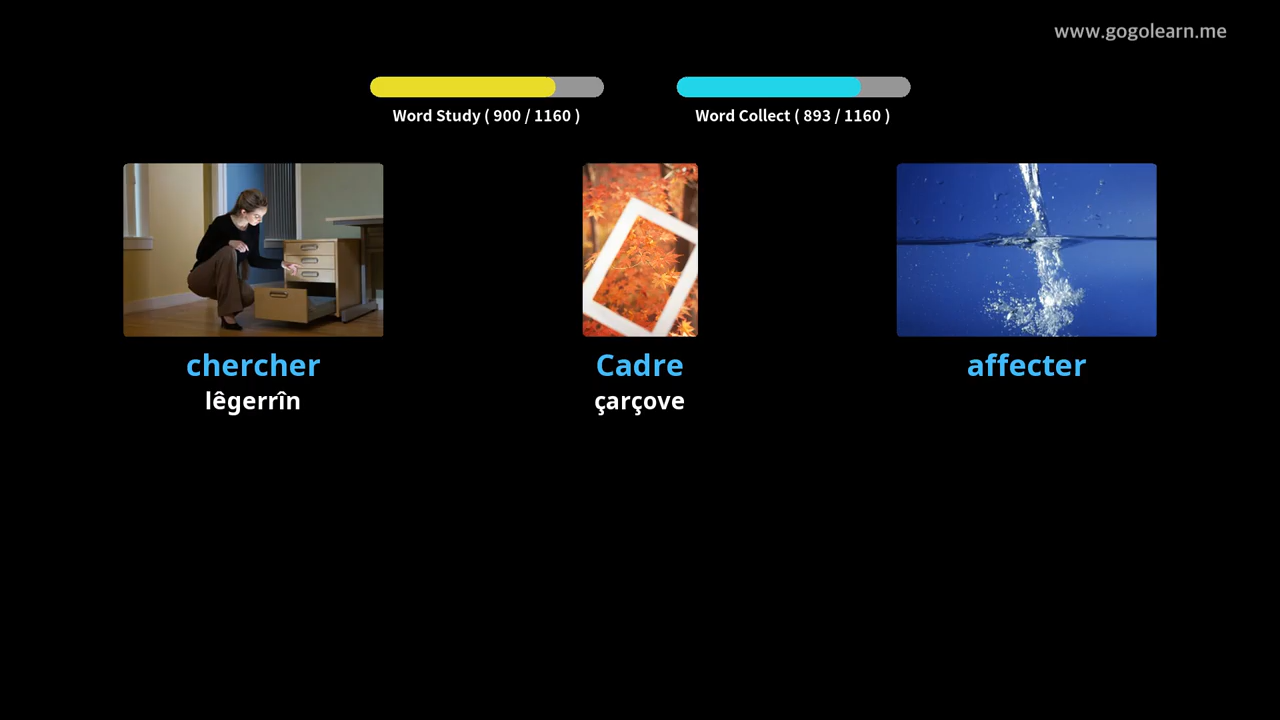 www.gogolearn.me
Word Study ( 900 / 1160 )
Word Collect ( 893 / 1160 )
chercher
lêgerrîn
Cadre
çarçove
affecter